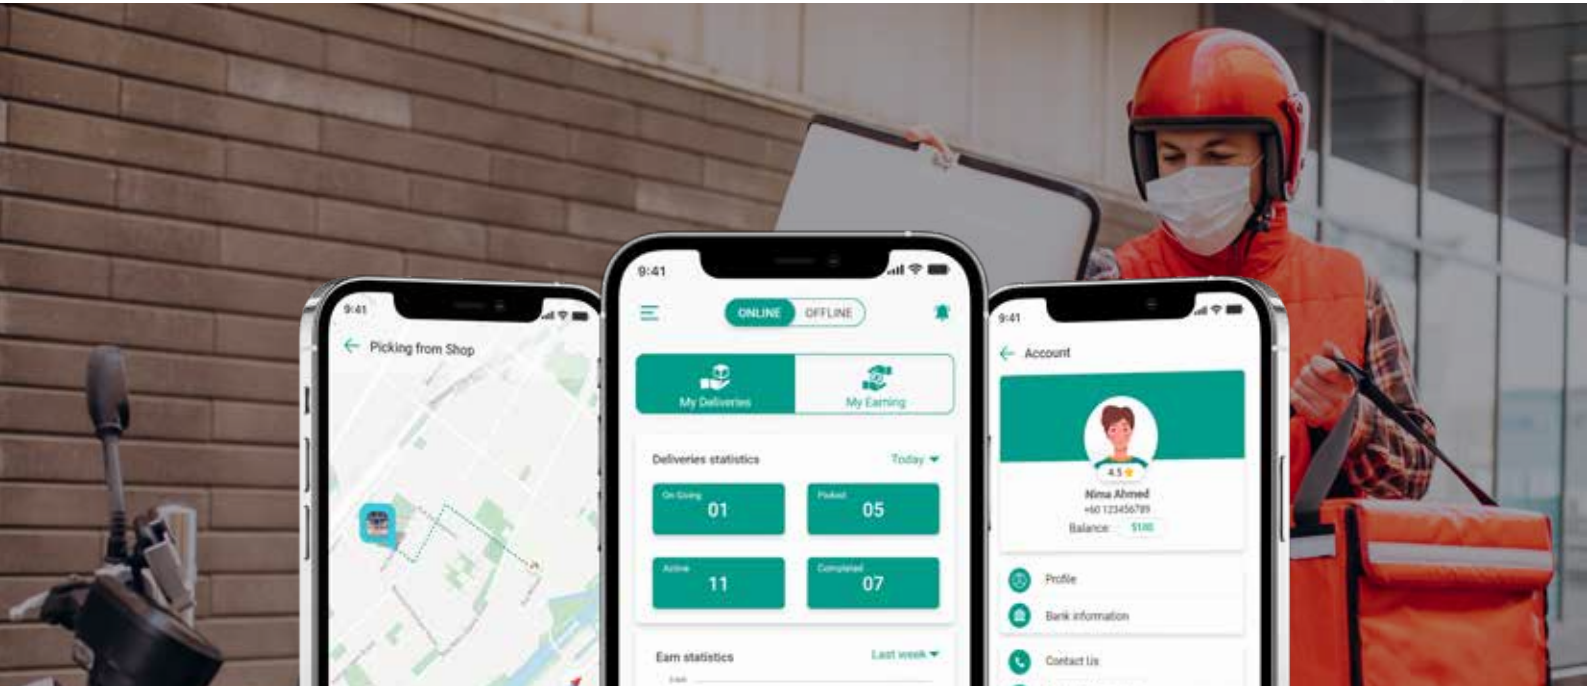 9:41
Picking from Shop
9:41
ONLINE
OFFLINE
My Deliveries
My Earning
Deliveries statistics
Today
On Going
01
Picked
05
Active
11
Completed
07
Earn statistics
Last week
9:41
Account
4.5
Nima Ahmed
+60 123456789
Balance: $100
Profile
Bank information
Contact Us